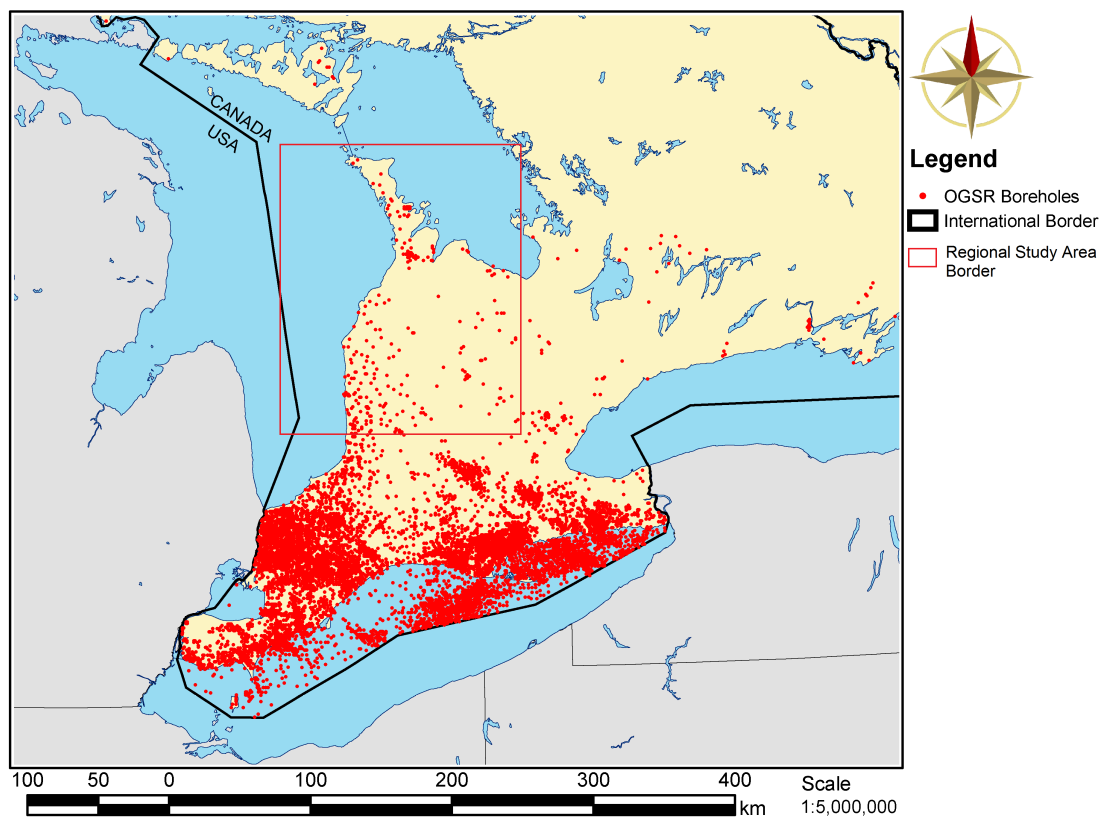 CANADA
USA
Legend
OGSR Boreholes
International Border
Regional Study Area
Border
100 50 0 100 200 300 400
km
Scale
1:5,000,000